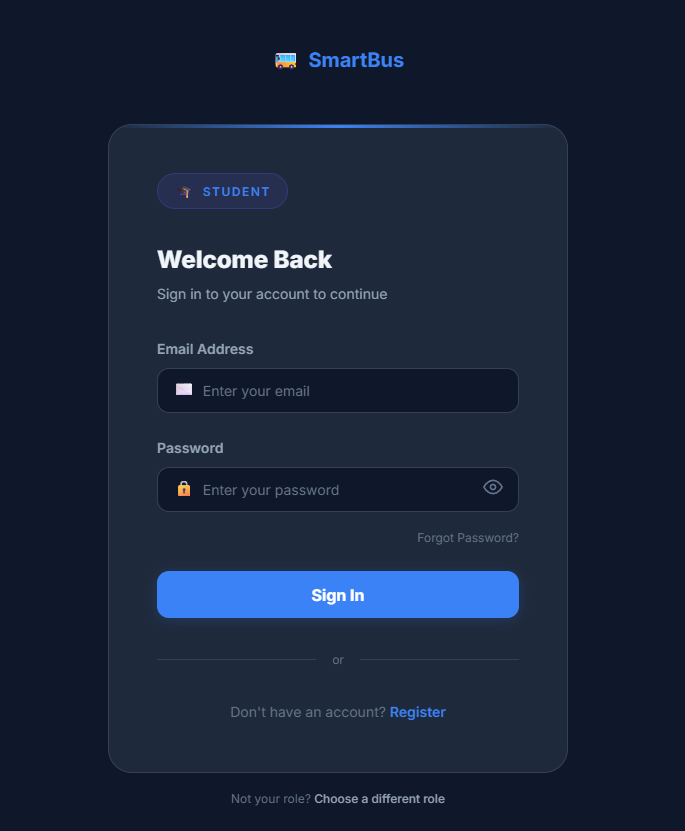 SmartBus
STUDENT
Welcome Back
Sign in to your account to continue
Email Address
Enter your email
Password
Enter your password
Forgot Password?
Sign In
or
Don't have an account? Register
Not your role? Choose a different role